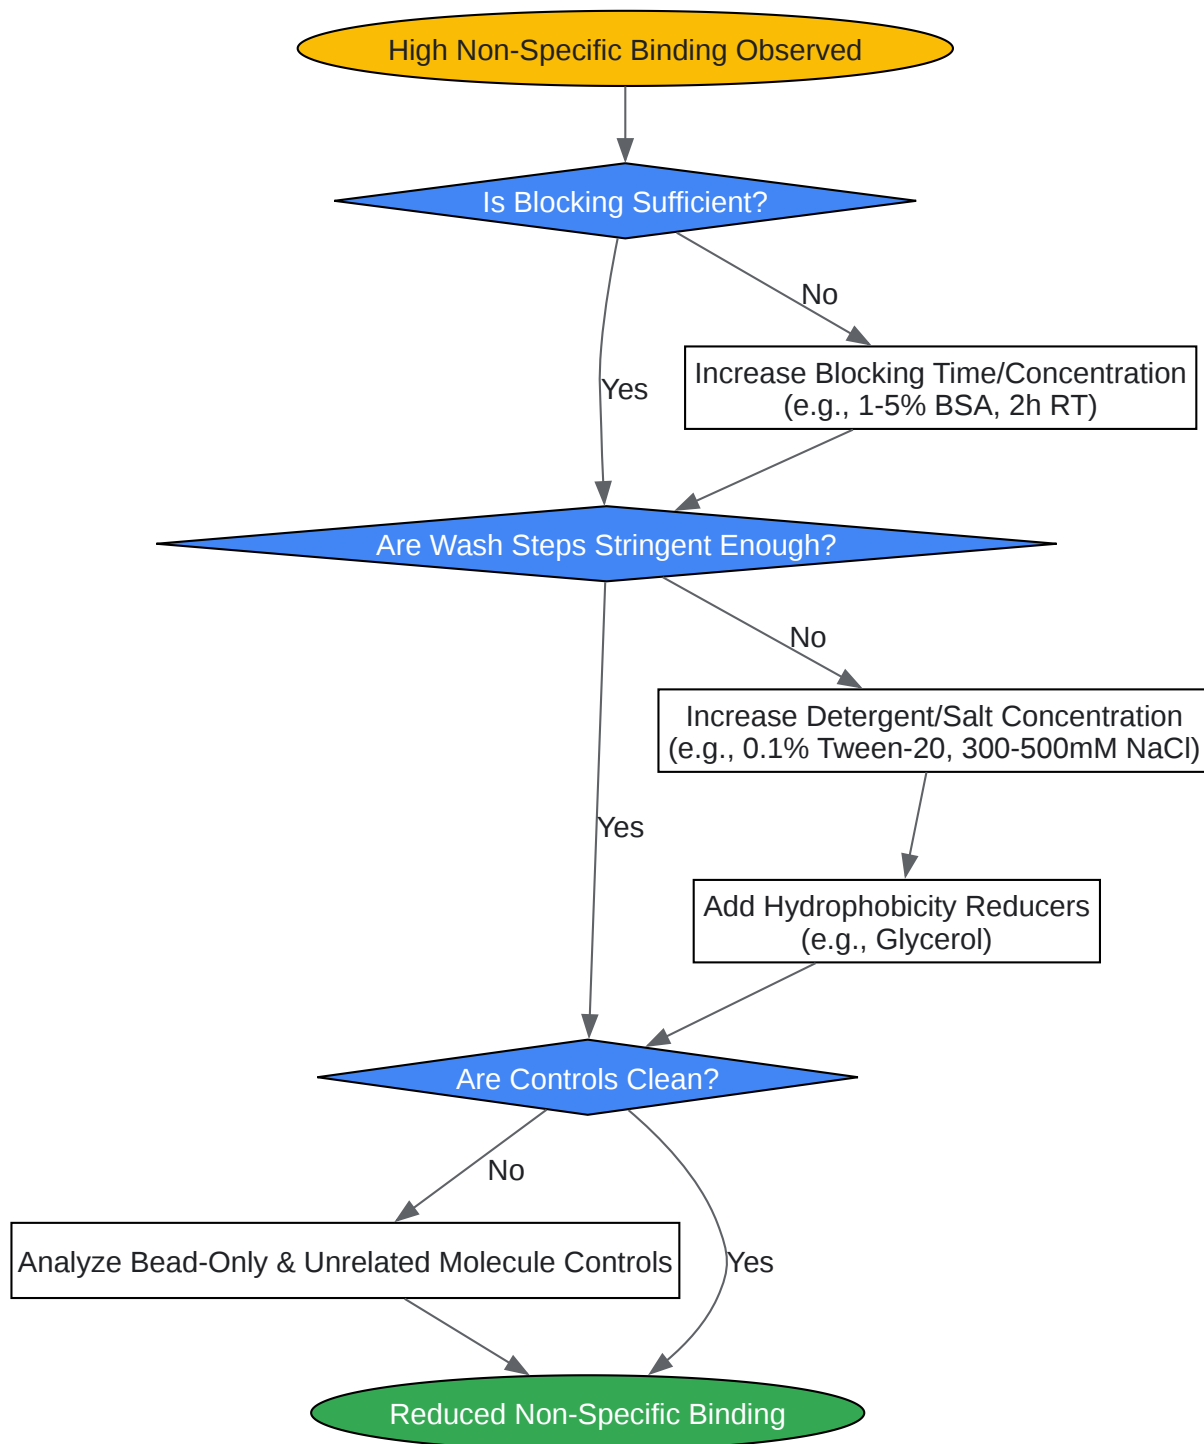 High Non-Specific Binding Observed
Is Blocking Sufficient?
No
Increase Blocking Time/Concentration
(e.g., 1-5% BSA, 2h RT)
Yes
Are Wash Steps Stringent Enough?
No
Increase Detergent/Salt Concentration
(e.g., 0.1% Tween-20, 300-500mM NaCl)
Yes
Add Hydrophobicity Reducers
(e.g., Glycerol)
Are Controls Clean?
No
Analyze Bead-Only & Unrelated Molecule Controls
Yes
Reduced Non-Specific Binding